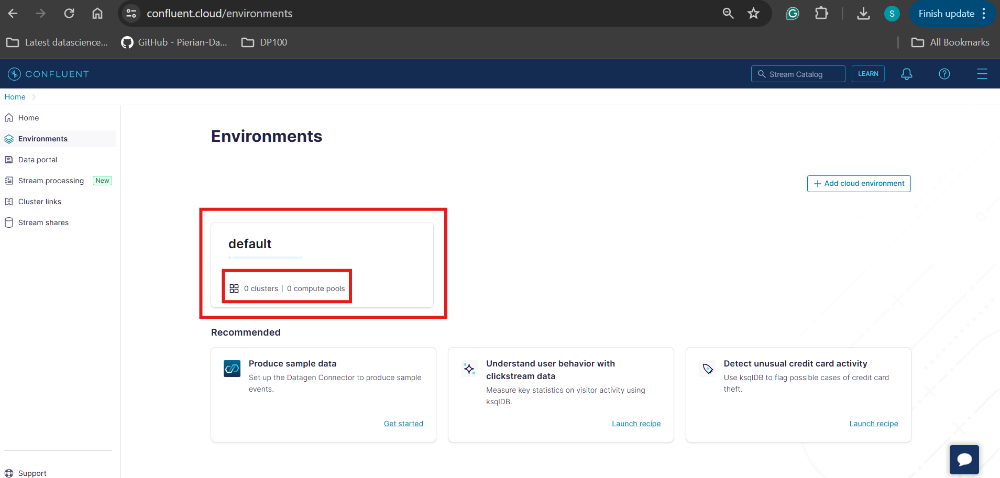 confluent.cloud/environments
S
Finish update
Latest datascience...
GitHub - Pierian-Da...
DP100
All Bookmarks
CONFLUENT
Stream Catalog
LEARN
Home
Home
Environments
Data portal
Stream processing New
Cluster links
Stream shares
Support
Environments
+ Add cloud environment
default
0 clusters | 0 compute pools
Recommended
Produce sample data
Set up the Datagen Connector to produce sample
events.
Get started
Understand user behavior with
clickstream data
Measure key statistics on visitor activity using
ksqlDB.
Launch recipe
Detect unusual credit card activity
Use ksqlDB to flag possible cases of credit card
theft.
Launch recipe